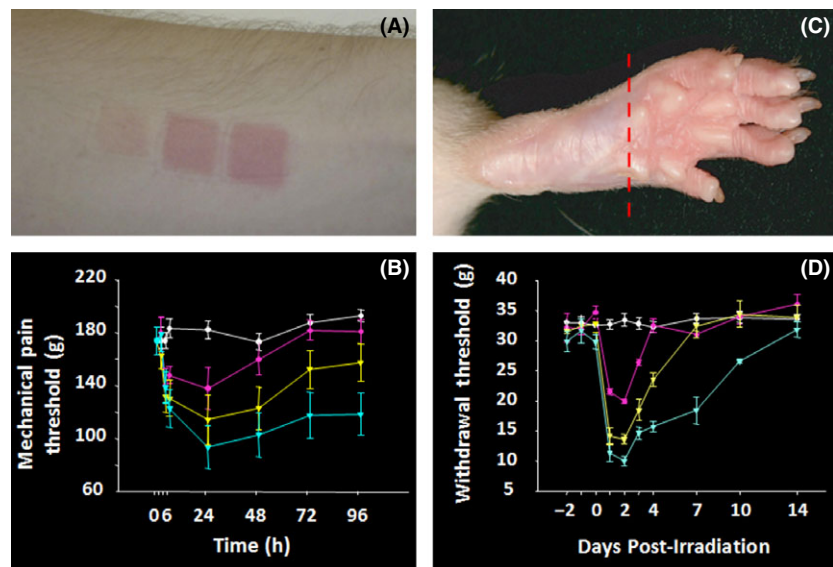 (A)
(C)
(B)
Mechanical pain
threshold (g)
220
180
140
100
60
0 6 24 48 72 96
Time (h)
(D)
Withdrawal threshold (g)
40
35
30
25
20
15
10
5
−2 0 2 4 7 10 14
Days Post-Irradiation